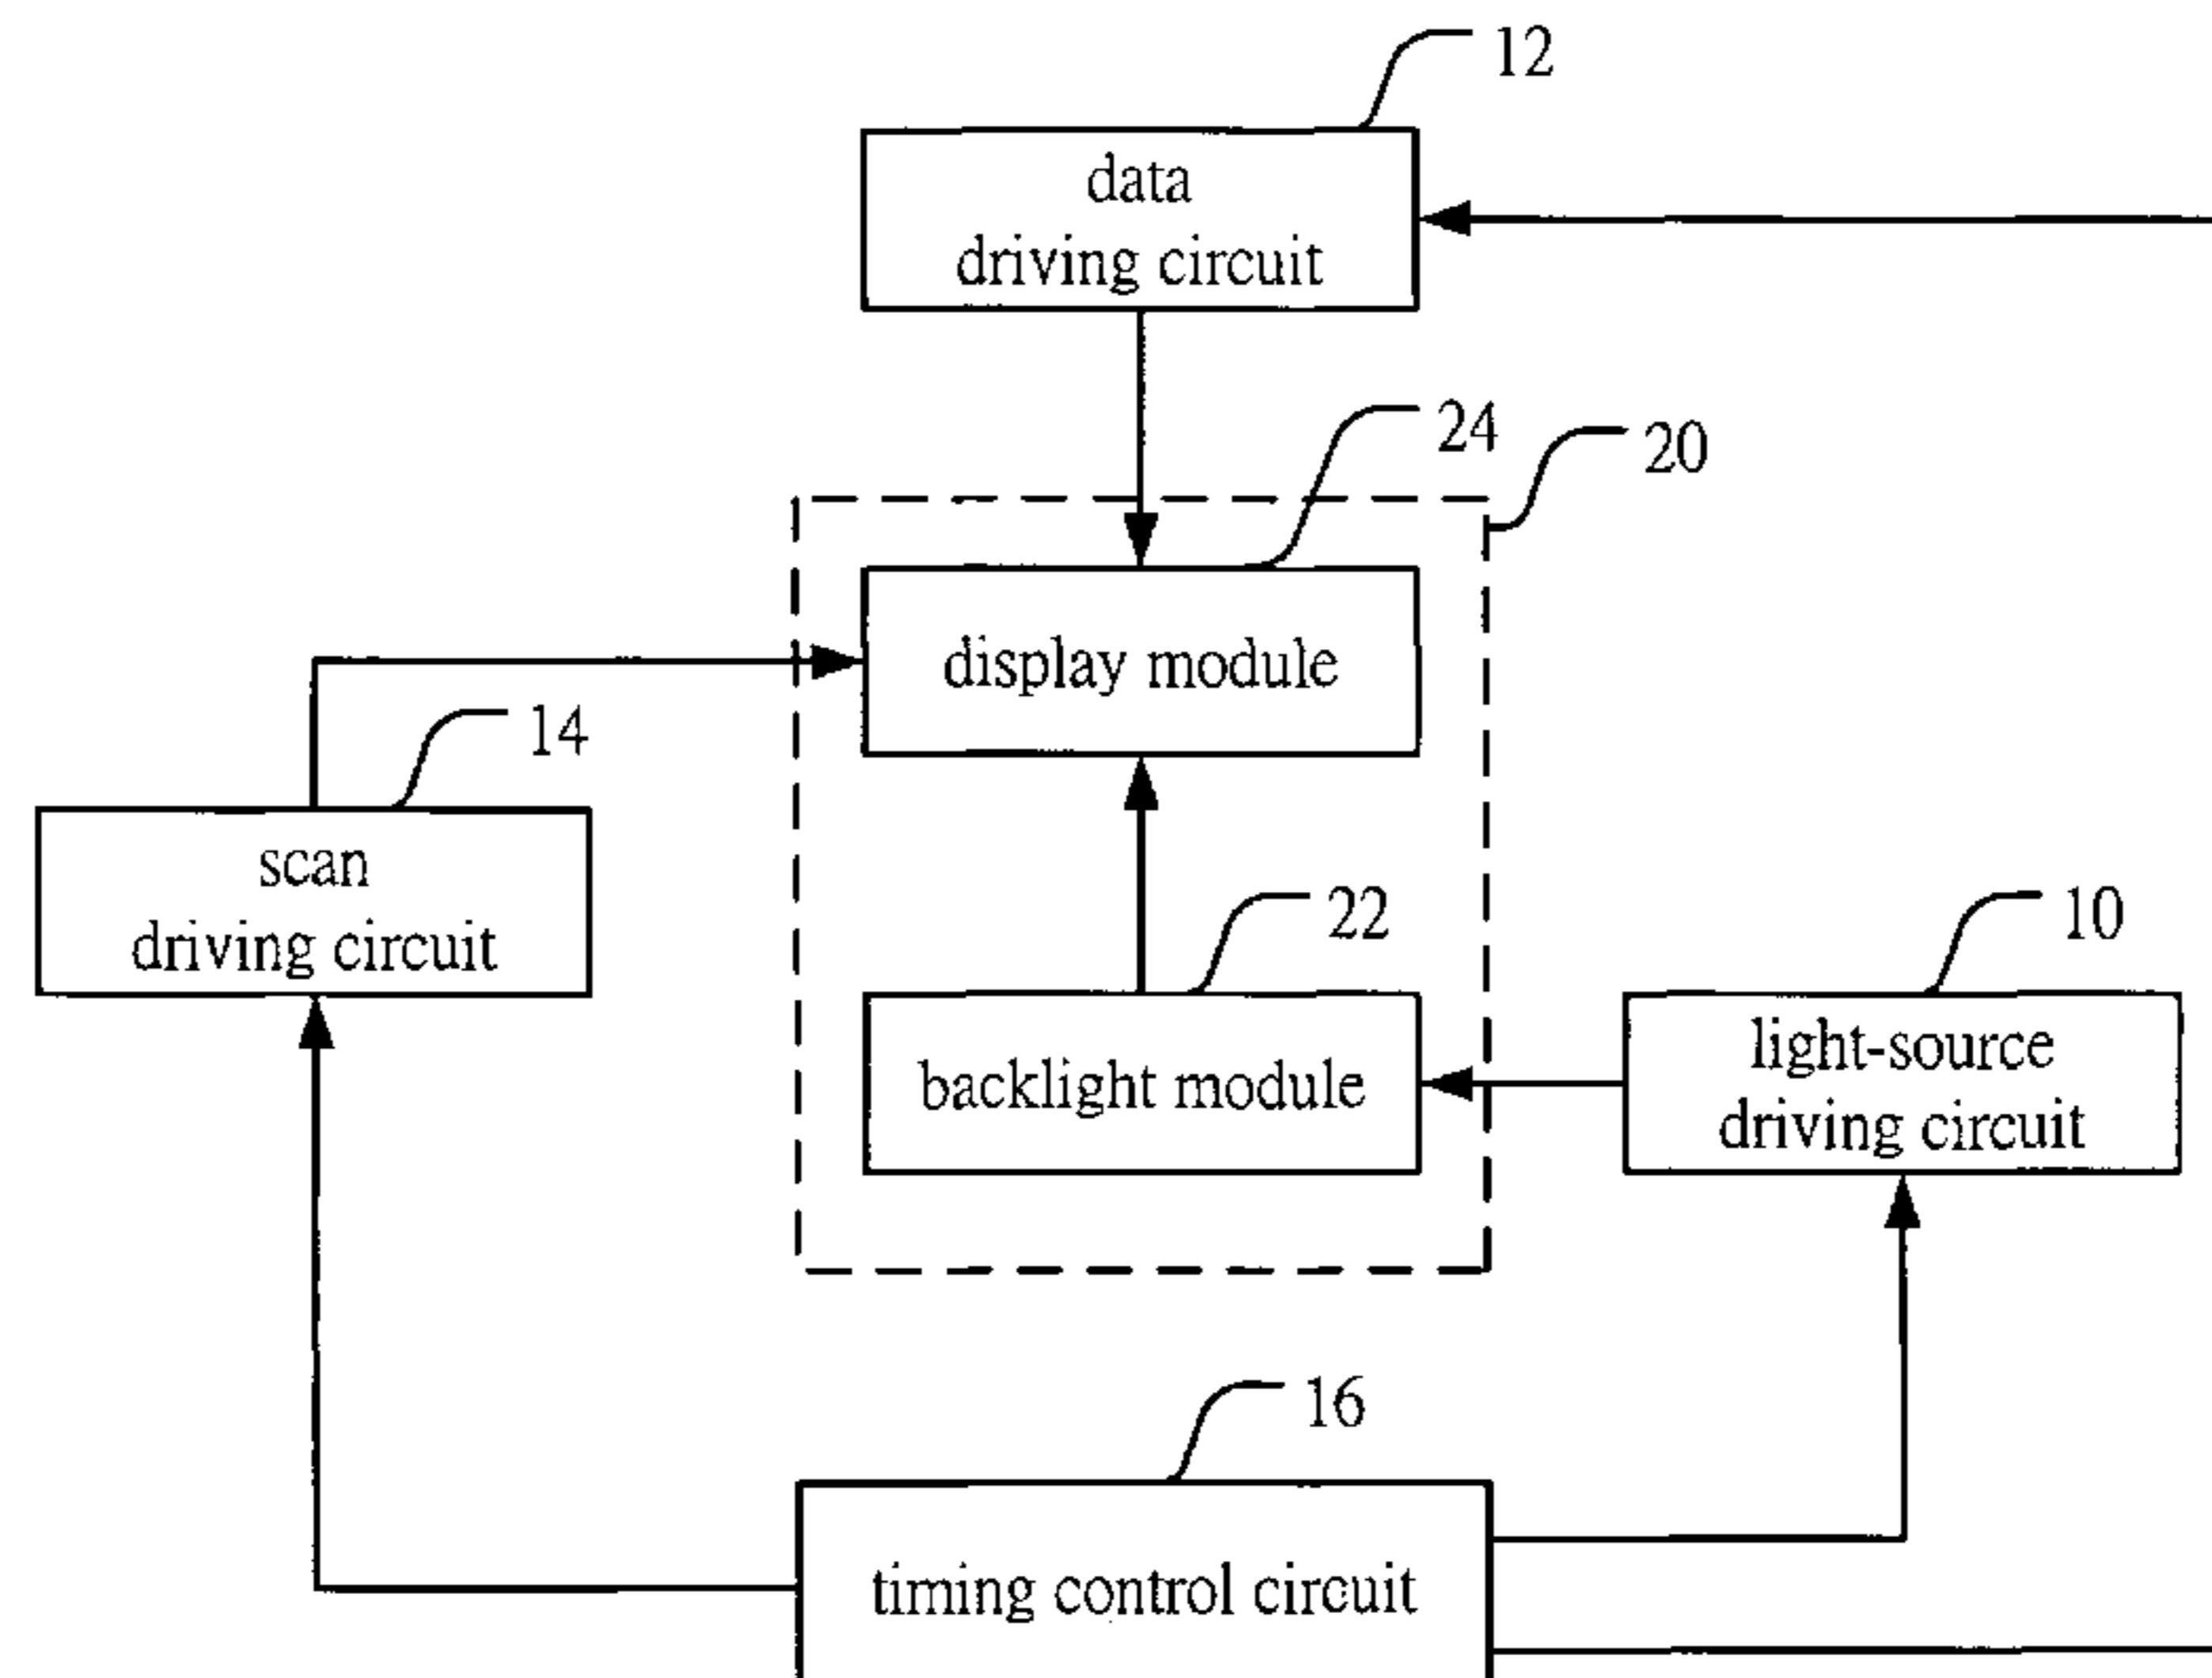 12
data
driving circuit
24
20
display module
14
scan
driving circuit
22
10
backlight module
light-source
driving circuit
16
timing control circuit